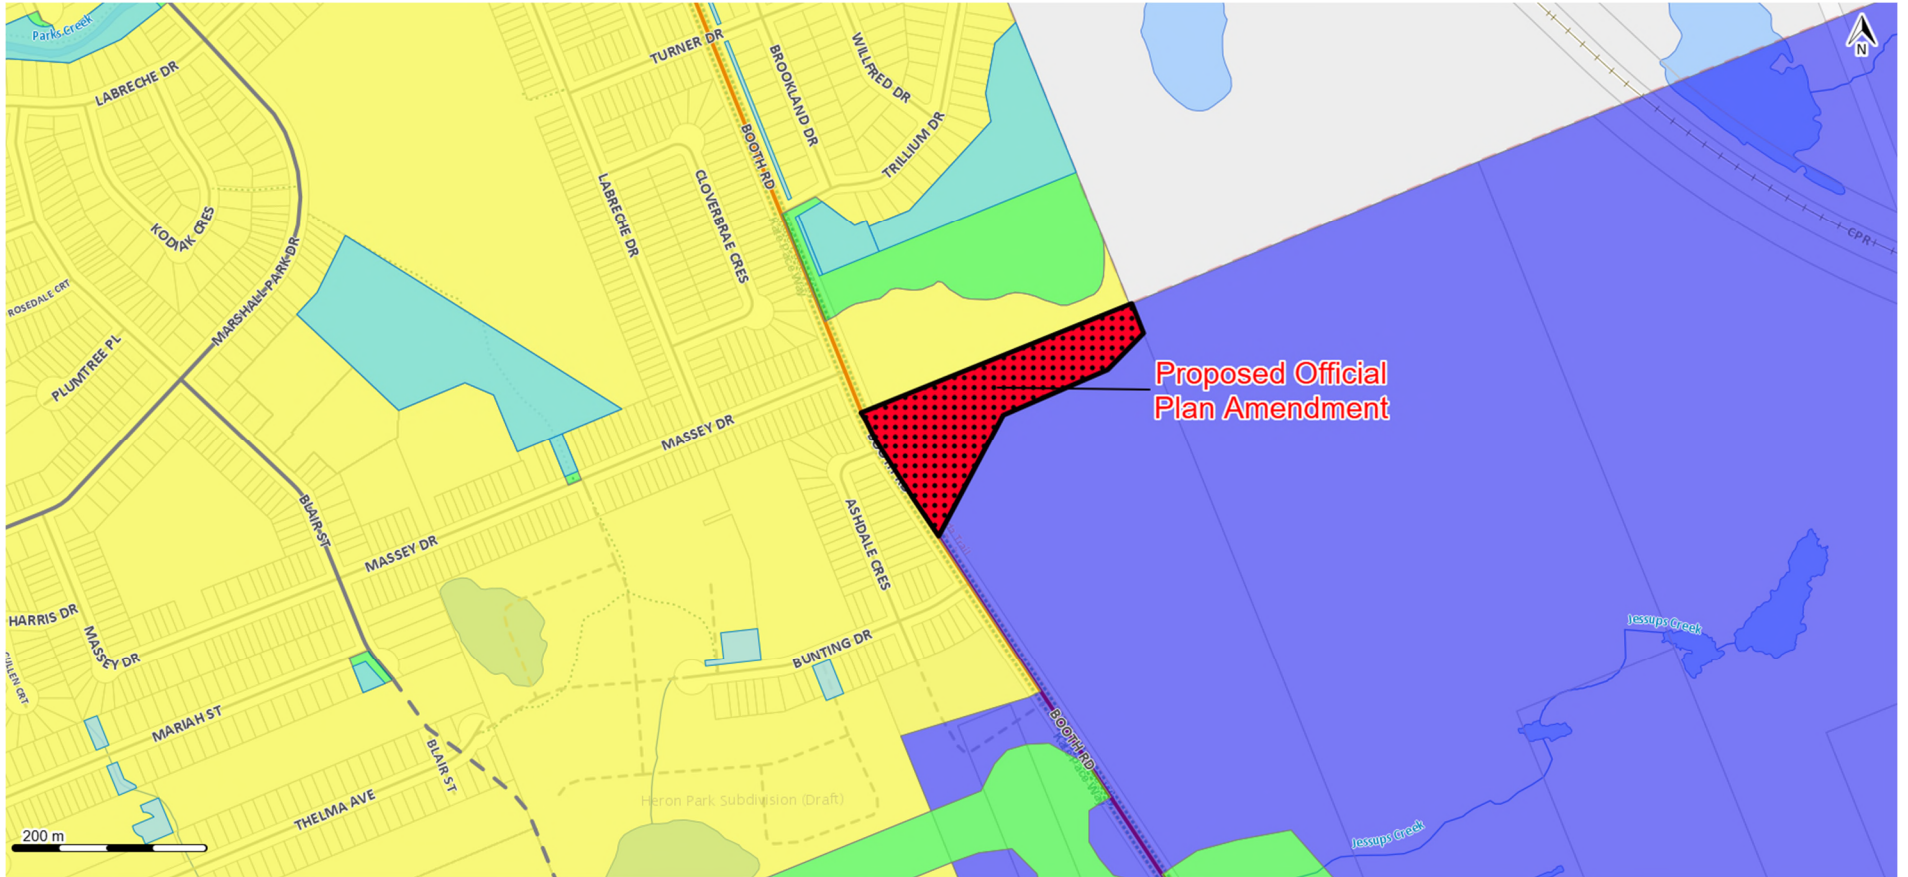 Parks Creek
N
TURNER DR
WILFRED DR
BROOKLAND DR
LABRECHE DR
BOOTH RD
TRILLIUM DR
LABRECHE DR
CLOVERBRAE CRES
KODIAK CRES
CPR
MARSHALL PARK DR
ROSEDALE CRT
PLUMTREE PL
Proposed Official
Plan Amendment
MASSEY DR
BLAIR ST
ASHDALE CRES
MASSEY DR
HARRIS DR
MASSEY DR
Jessups Creek
BUNTING DR
CULLEN CRT
MARIAH ST
BOOTH RD
BLAIR ST
THELMA AVE
Heron Park Subdivision (Draft)
200 m
Jessups Creek